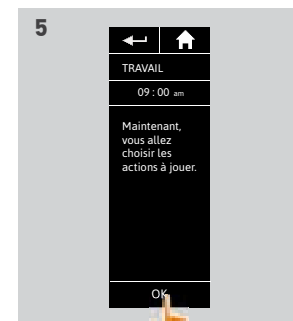 5
TRAVAIL
09 : 00 am
Maintenant,
vous allez
choisir les
actions à jouer.
OK